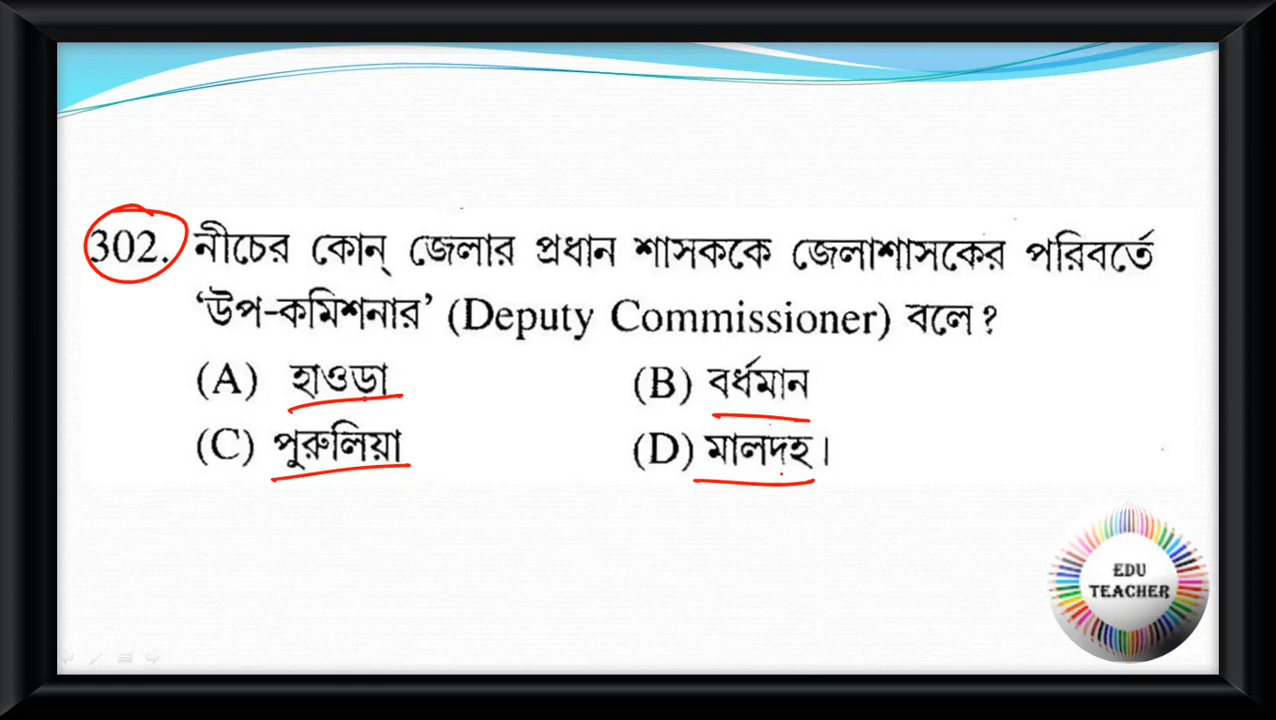 302. নীচের কোন্ জেলার প্রধান শাসককে জেলাশাসকের পরিবর্তে
‘উপ-কমিশনার’ (Deputy Commissioner) বলে?
(A) হাওড়া (B) বর্ধমান
(C) পুরুলিয়া (D) মালদহ।
EDU
TEACHER